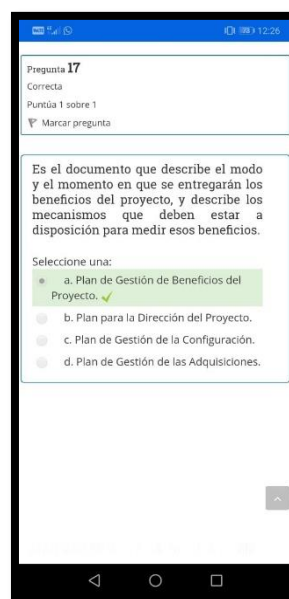 12:26
Pregunta 17
Correcta
Puntúa 1 sobre 1
Marcar pregunta
Es el documento que describe el modo
y el momento en que se entregarán los
beneficios del proyecto, y describe los
mecanismos que deben estar a
disposición para medir esos beneficios.
Seleccione una:
a. Plan de Gestión de Beneficios del
Proyecto.
b. Plan para la Dirección del Proyecto.
c. Plan de Gestión de la Configuración.
d. Plan de Gestión de las Adquisiciones.